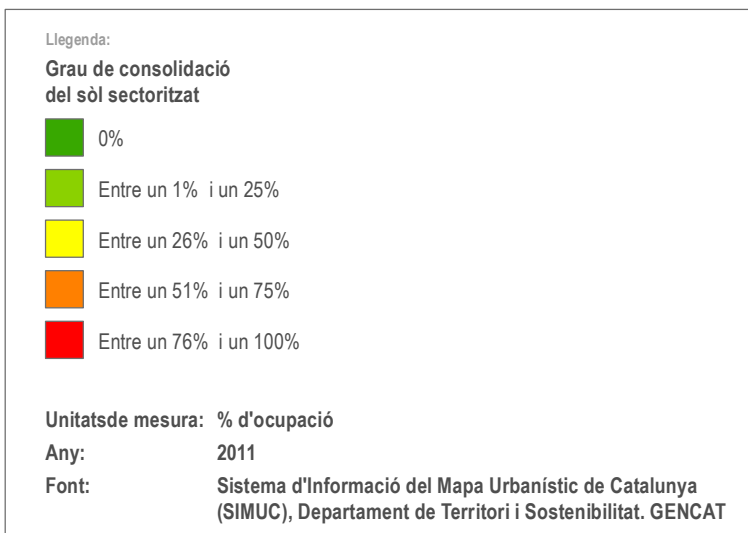 Llegenda:
Grau de consolidació
del sòl sectoritzat
0%
Entre un 1% i un 25%
Entre un 26% i un 50%
Entre un 51% i un 75%
Entre un 76% i un 100%
Unitatsde mesura: % d'ocupació
Any: 2011
Font: Sistema d'Informació del Mapa Urbanístic de Catalunya
(SIMUC), Departament de Territori i Sostenibilitat. GENCAT